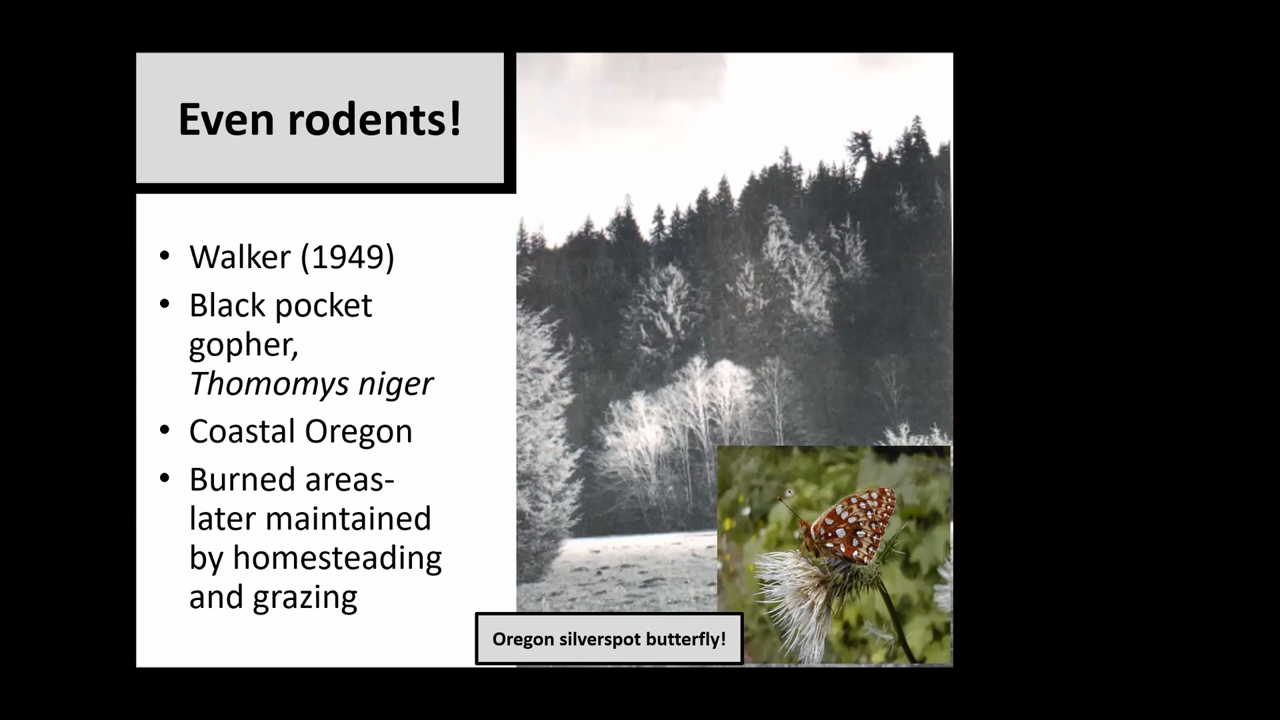 Even rodents!
• Walker (1949)
• Black pocket
gopher,
Thomomys niger
• Coastal Oregon
• Burned areas-
later maintained
by homesteading
and grazing
Oregon silverspot butterfly!